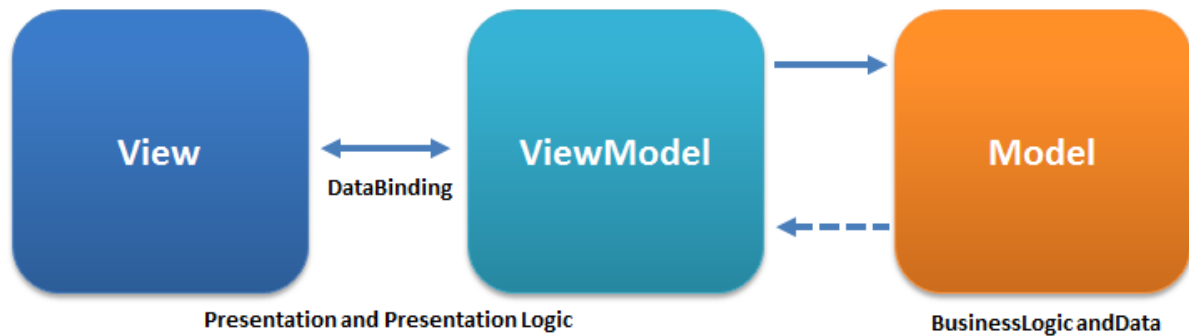 View
ViewModel
Model
DataBinding
Presentation and Presentation Logic
BusinessLogic andData